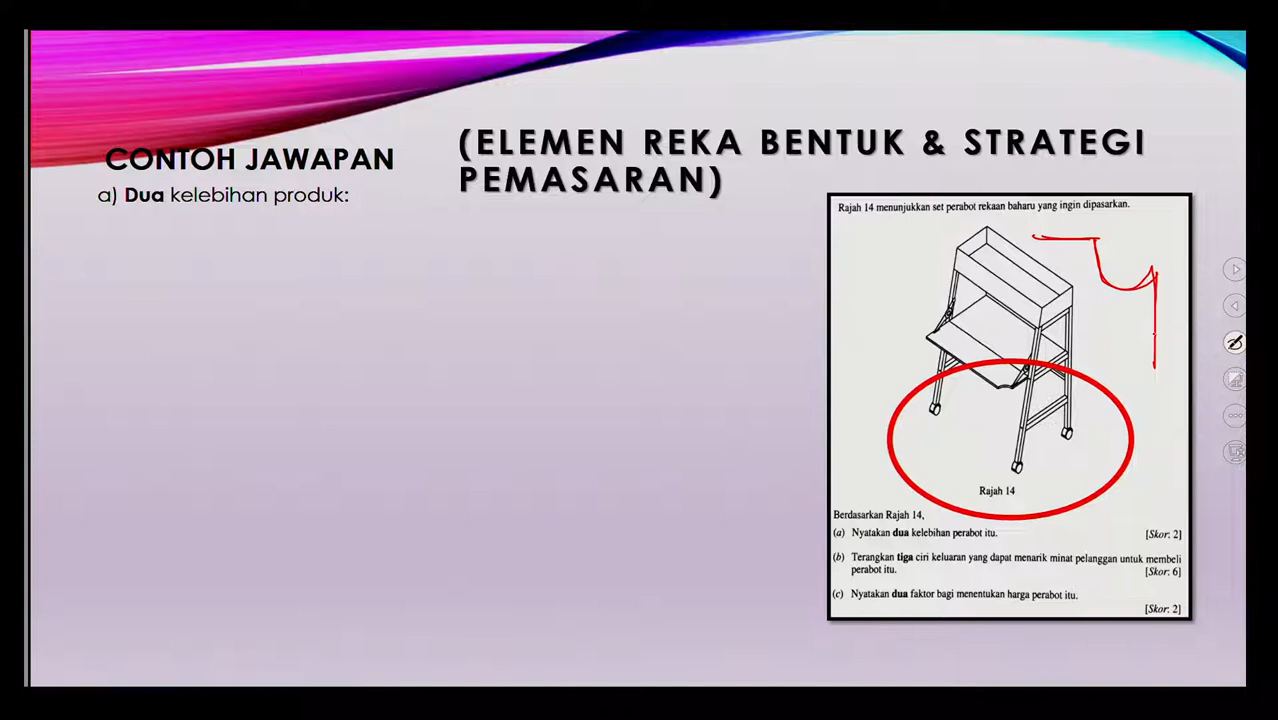 CONTOH JAWAPAN
a) Dua kelebihan produk:
(ELEMEN REKA BENTUK & STRATEGI
PEMASARAN)
Rajah 14 menunjukkan set perabot rekaan baharu yang ingin dipasarkan.
Rajah 14
Berdasarkan Rajah 14,
(a) Nyatakan dua kelebihan perabot itu. [Skor: 2]
(b) Terangkan tiga ciri keluaran yang dapat menarik minat pelanggan untuk membeli
perabot itu. [Skor: 6]
(c) Nyatakan dua faktor bagi menentukan harga perabot itu.
[Skor: 2]